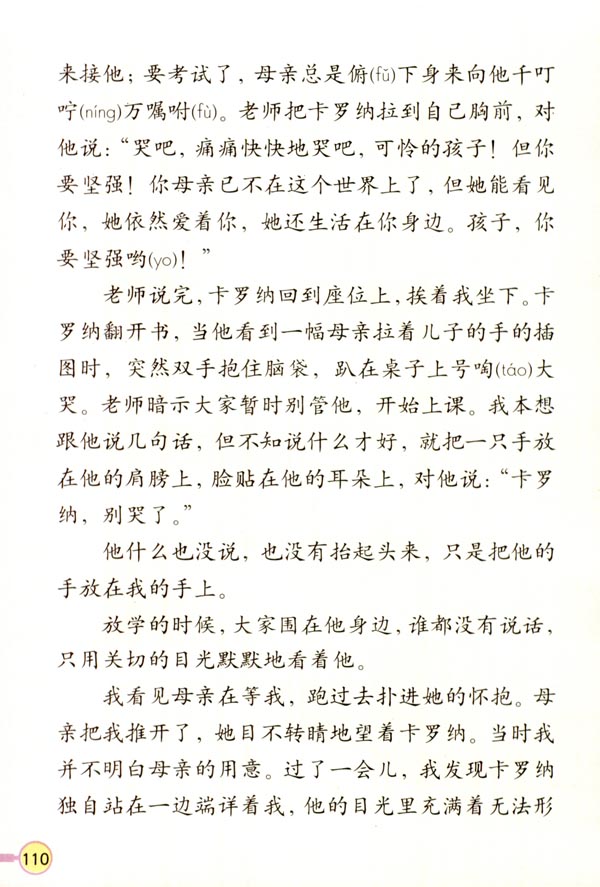 来接他；要考试了，母亲总是俯(fǔ)下身来向他千叮
咛(níng)万嘱咐(fù)。老师把卡罗纳拉到自己胸前，对
他说：“哭吧，痛痛快快地哭吧，可怜的孩子！但你
要坚强！你母亲已不在这个世界上了，但她能看见
你，她依然爱着你，她还生活在你身边。孩子，你
要坚强哟(yo)！”
老师说完，卡罗纳回到座位上，挨着我坐下。卡
罗纳翻开书，当他看到一幅母亲拉着儿子的手的插
图时，突然双手抱住脑袋，趴在桌子上号啕(táo)大
哭。老师暗示大家暂时别管他，开始上课。我本想
跟他说几句话，但不知说什么才好，就把一只手放
在他的肩膀上，脸贴在他的耳朵上，对他说：“卡罗
纳，别哭了。”
他什么也没说，也没有抬起头来，只是把他的
手放在我的手上。
放学的时候，大家围在他身边，谁都没有说话，
只用关切的目光默默地看着他。
我看见母亲在等我，跑过去扑进她的怀抱。母
亲把我推开了，她目不转睛地望着卡罗纳。当时我
并不明白母亲的用意。过了一会儿，我发现卡罗纳
独自站在一边端详着我，他的目光里充满着无法形
110